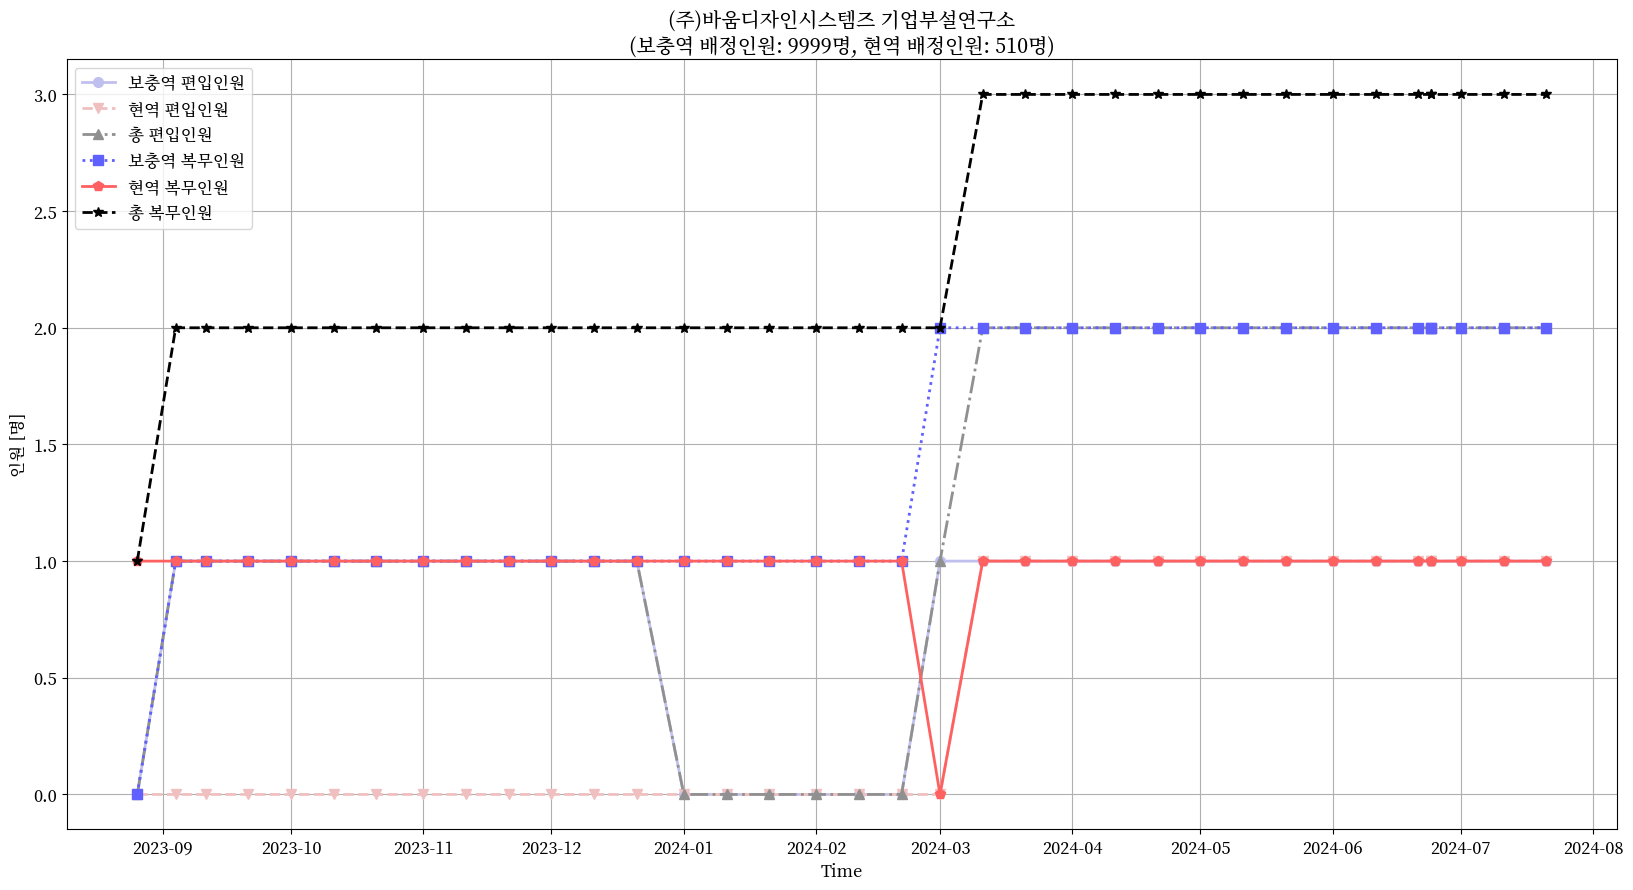 (주)바움디자인시스템즈 기업부설연구소
(보충역 배정인원: 9999명, 현역 배정인원: 510명)
보충역 편입인원
현역 편입인원
총 편입인원
보충역 복무인원
현역 복무인원
총 복무인원
인원 [명]
3.0
2.5
2.0
1.5
1.0
0.5
0.0
2023-09
2023-10
2023-11
2023-12
2024-01
2024-02
2024-03
2024-04
2024-05
2024-06
2024-07
2024-08
Time